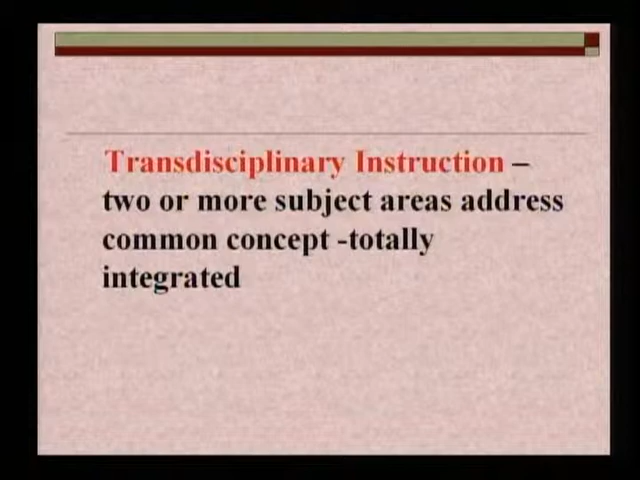 Transdisciplinary Instruction –
two or more subject areas address
common concept -totally
integrated